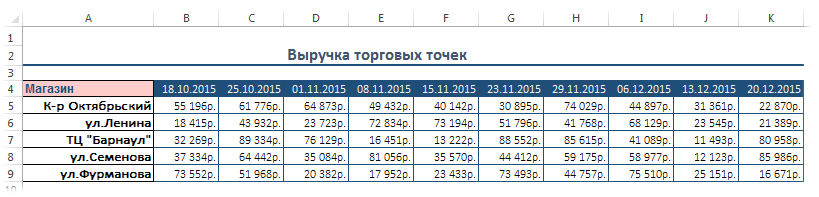 A B C D E F G H I J K
1
2 Выручка торговых точек
3
4 Магазин 18.10.2015 25.10.2015 01.11.2015 08.11.2015 15.11.2015 23.11.2015 29.11.2015 06.12.2015 13.12.2015 20.12.2015
5 К-р Октябрьский 55 196р. 61 776р. 64 873р. 49 432р. 40 142р. 30 895р. 74 029р. 44 897р. 31 361р. 22 870р.
6 ул.Ленина 18 415р. 43 932р. 23 723р. 72 834р. 73 194р. 51 796р. 41 768р. 68 129р. 23 545р. 21 389р.
7 ТЦ "Барнаул" 32 269р. 89 334р. 76 129р. 16 451р. 13 222р. 88 552р. 85 615р. 41 089р. 11 493р. 80 958р.
8 ул.Семенова 37 334р. 64 442р. 35 084р. 81 056р. 35 570р. 44 412р. 59 175р. 58 977р. 12 123р. 85 986р.
9 ул.Фурманова 73 552р. 51 968р. 20 382р. 17 952р. 23 433р. 73 493р. 44 757р. 75 510р. 25 151р. 16 671р.
10